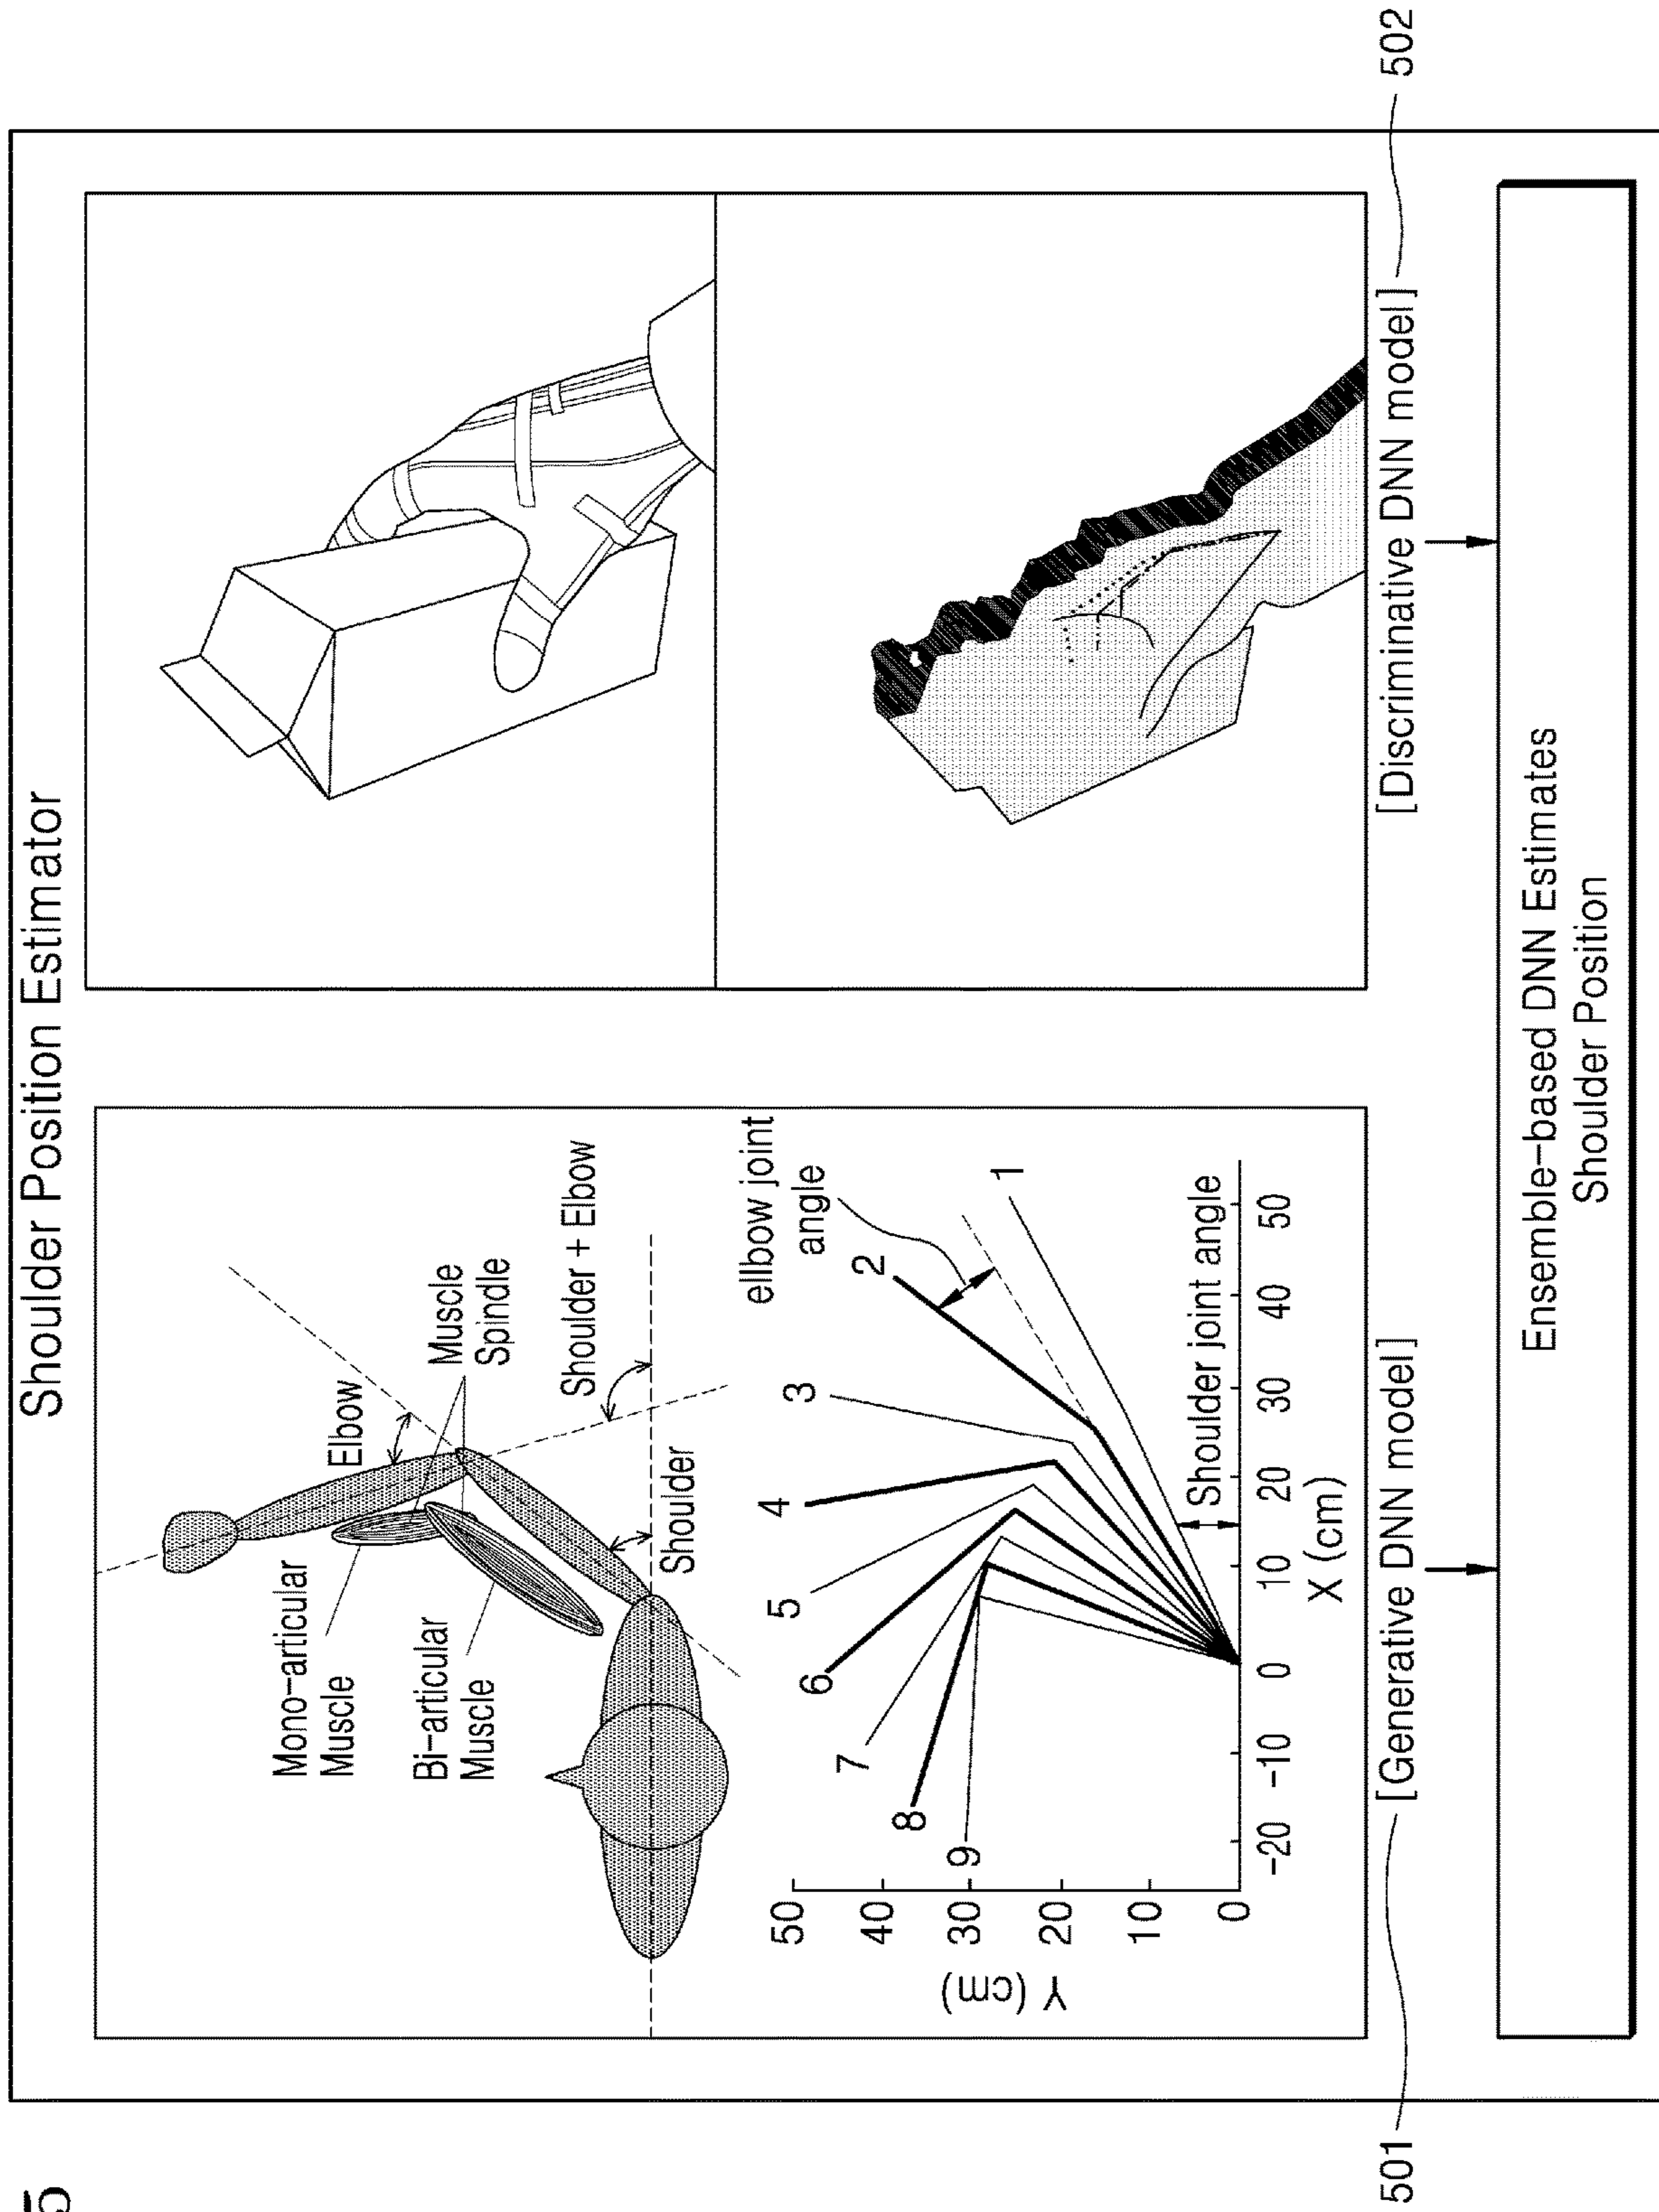 5
Shoulder Position Estimator
Elbow
Mono-articular
Muscle
Bi-articular
Muscle
Muscle
Spindle
Shoulder + Elbow
Shoulder
ellbow joint
angle
1
2
3
4
5
6
7
8
9
Shoulder joint angle
Y (cm)
50
40
30
20
10
0
-20
-10
0
10
20
30
40
50
X (cm)
501
[Generative DNN model]
[Discriminative DNN model]
502
Ensemble-based DNN Estimates
Shoulder Position